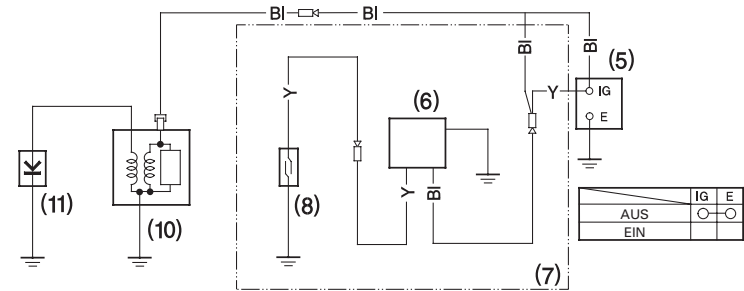 Bl Bl
Bl Bl
(5)
Y Y IG
(6)
E
IG E
Y Bl
AUS
(11) (8)
(10) EIN
(7)